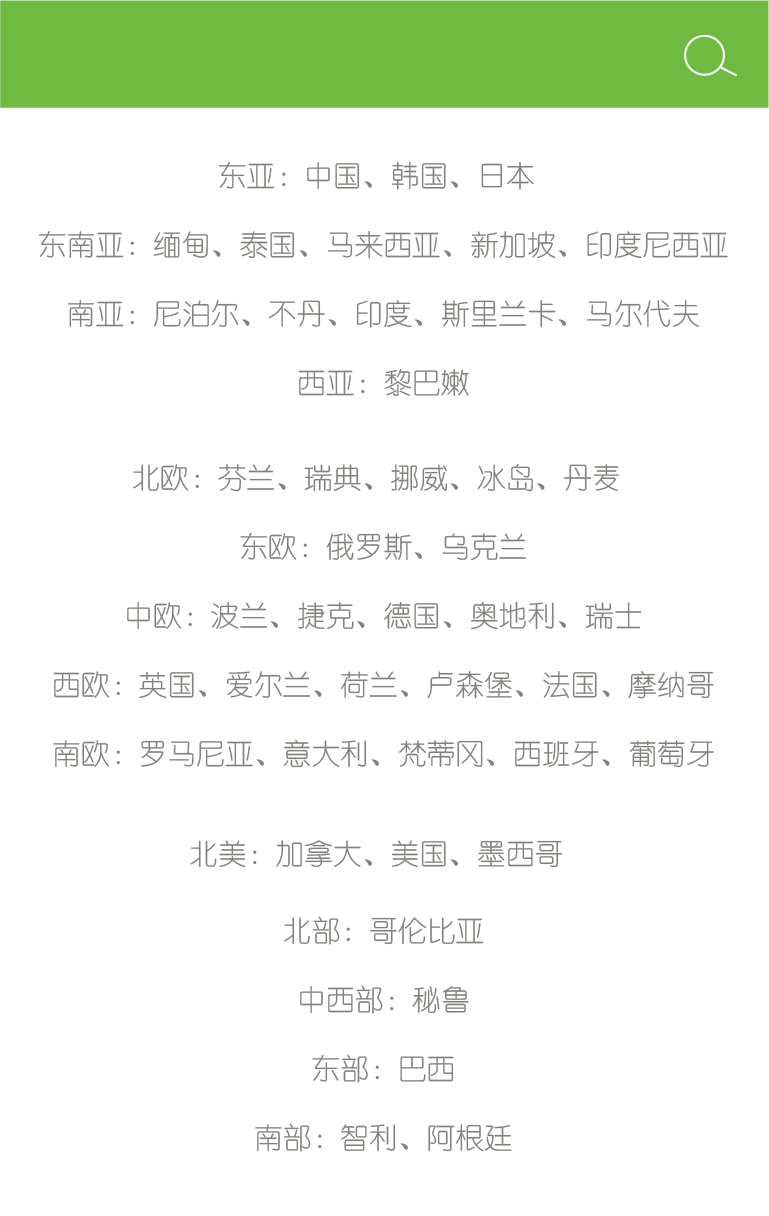 东亚：中国、韩国、日本
东南亚：缅甸、泰国、马来西亚、新加坡、印度尼西亚
南亚：尼泊尔、不丹、印度、斯里兰卡、马尔代夫
西亚：黎巴嫩
北欧：芬兰、瑞典、挪威、冰岛、丹麦
东欧：俄罗斯、乌克兰
中欧：波兰、捷克、德国、奥地利、瑞士
西欧：英国、爱尔兰、荷兰、卢森堡、法国、摩纳哥
南欧：罗马尼亚、意大利、梵蒂冈、西班牙、葡萄牙
北美：加拿大、美国、墨西哥
北部：哥伦比亚
中西部：秘鲁
东部：巴西
南部：智利、阿根廷